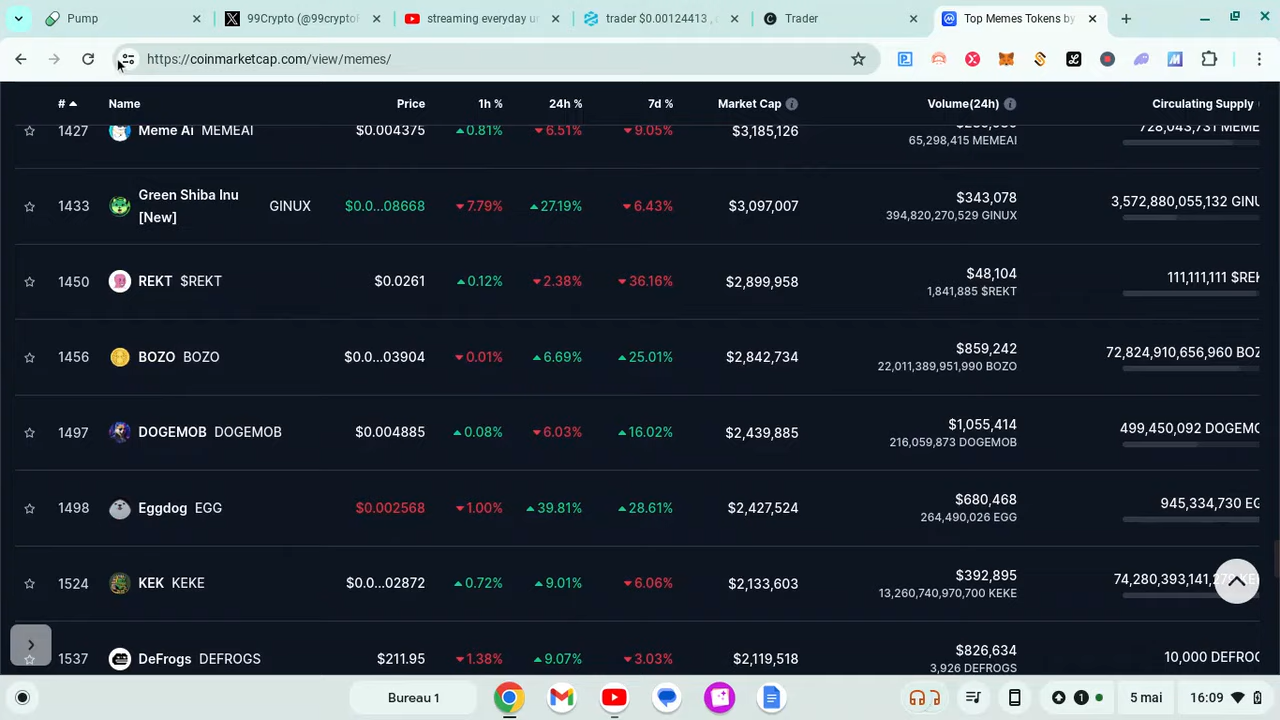 Pump
99Crypto (@99crypto
streaming everyday u
trader $0.00124413 , c
Trader
Top Memes Tokens by
https://coinmarketcap.com/view/memes/
# Name Price 1h % 24h % 7d % Market Cap Volume(24h) Circulating Supply
1427 Meme Ai MEMEAI $0.004375 0.81% 6.51% 9.05% $3,185,126
65,298,415 MEMEAI
728,043,731 MEME
1433 Green Shiba Inu [New] GINUX $0.0...08668 7.79% 27.19% 6.43% $3,097,007 $343,078
394,820,270,529 GINUX
3,572,880,055,132 GINU
1450 REKT $REKT $0.0261 0.12% 2.38% 36.16% $2,899,958 $48,104
1,841,885 $REKT
111,111,111 $REK
1456 BOZO BOZO $0.0...03904 0.01% 6.69% 25.01% $2,842,734 $859,242
22,011,389,951,990 BOZO
72,824,910,656,960 BOZ
1497 DOGEMOB DOGEMOB $0.004885 0.08% 6.03% 16.02% $2,439,885 $1,055,414
216,059,873 DOGEMOB
499,450,092 DOGEMO
1498 Eggdog EGG $0.002568 1.00% 39.81% 28.61% $2,427,524 $680,468
264,490,026 EGG
945,334,730 EG
1524 KEK KEKE $0.0...02872 0.72% 9.01% 6.06% $2,133,603 $392,895
13,260,740,970,700 KEKE
74,280,393,141,27
1537 DeFrogs DEFROGS $211.95 1.38% 9.07% 3.03% $2,119,518 $826,634
3,926 DEFROGS
10,000 DEFROG
Bureau 1
1
5 mai
16:09